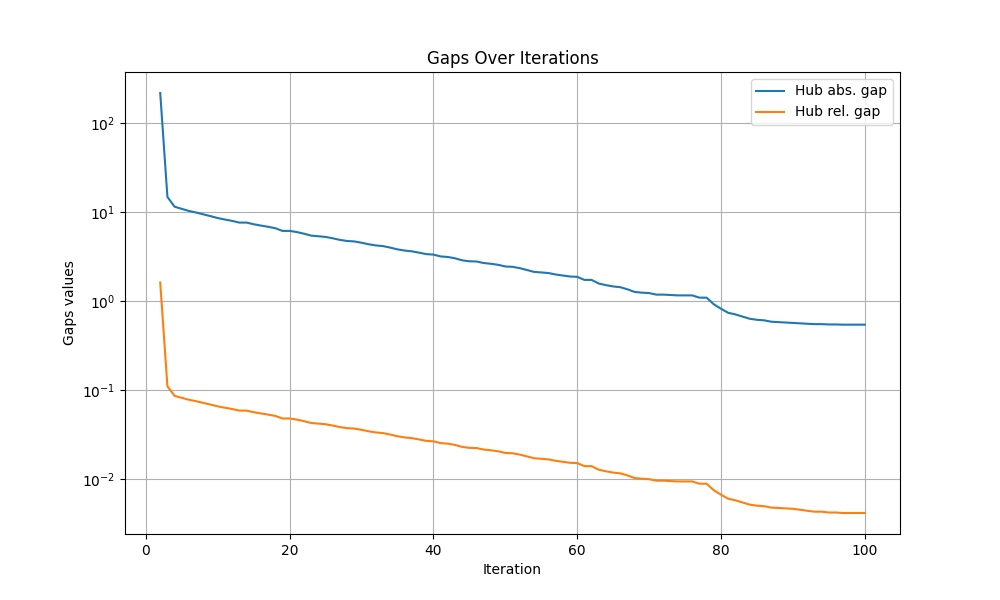 Gaps Over Iterations
Hub abs. gap
Hub rel. gap
Gaps values
10²
10¹
10⁰
10⁻¹
10⁻²
0 20 40 60 80 100
Iteration